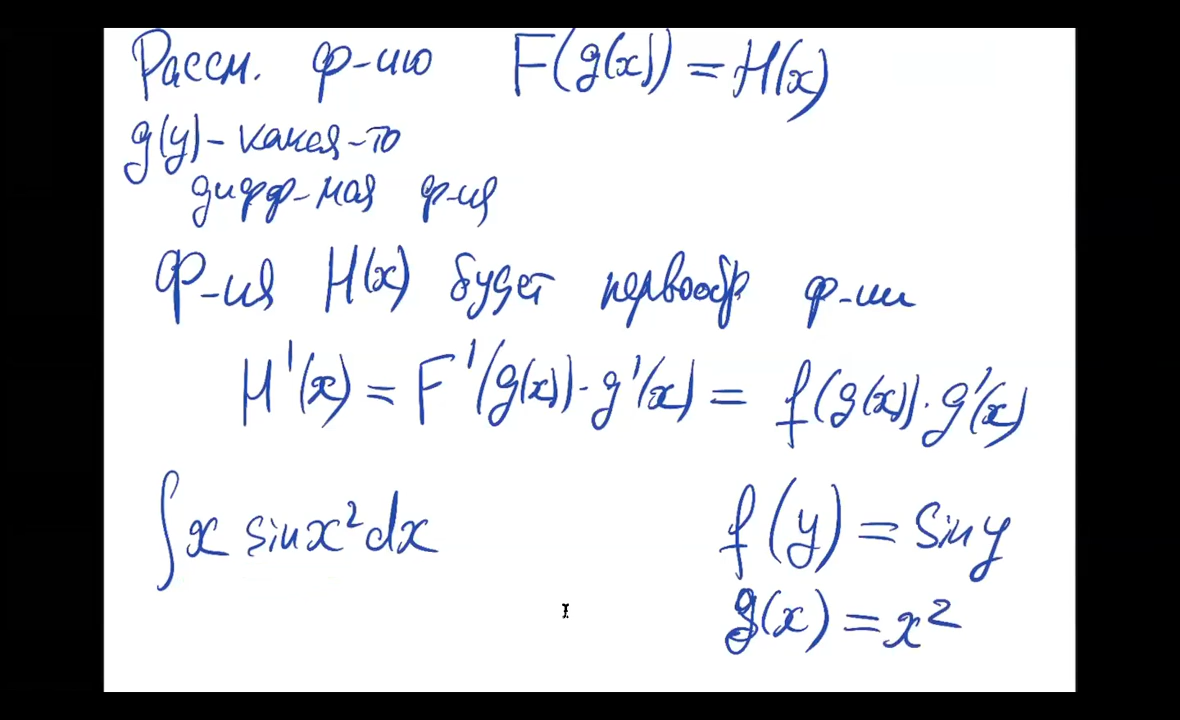 Рассм. ф-ию F(g(x)) = H(x)
g(y) - какая-то
дифф-мая ф-ия
Ф-ия H(x) будет первообр ф-ии
H'(x) = F'(g(x)) · g'(x) = f(g(x)) · g'(x)
∫ x sin x² dx
f(y) = sin y
g(x) = x²